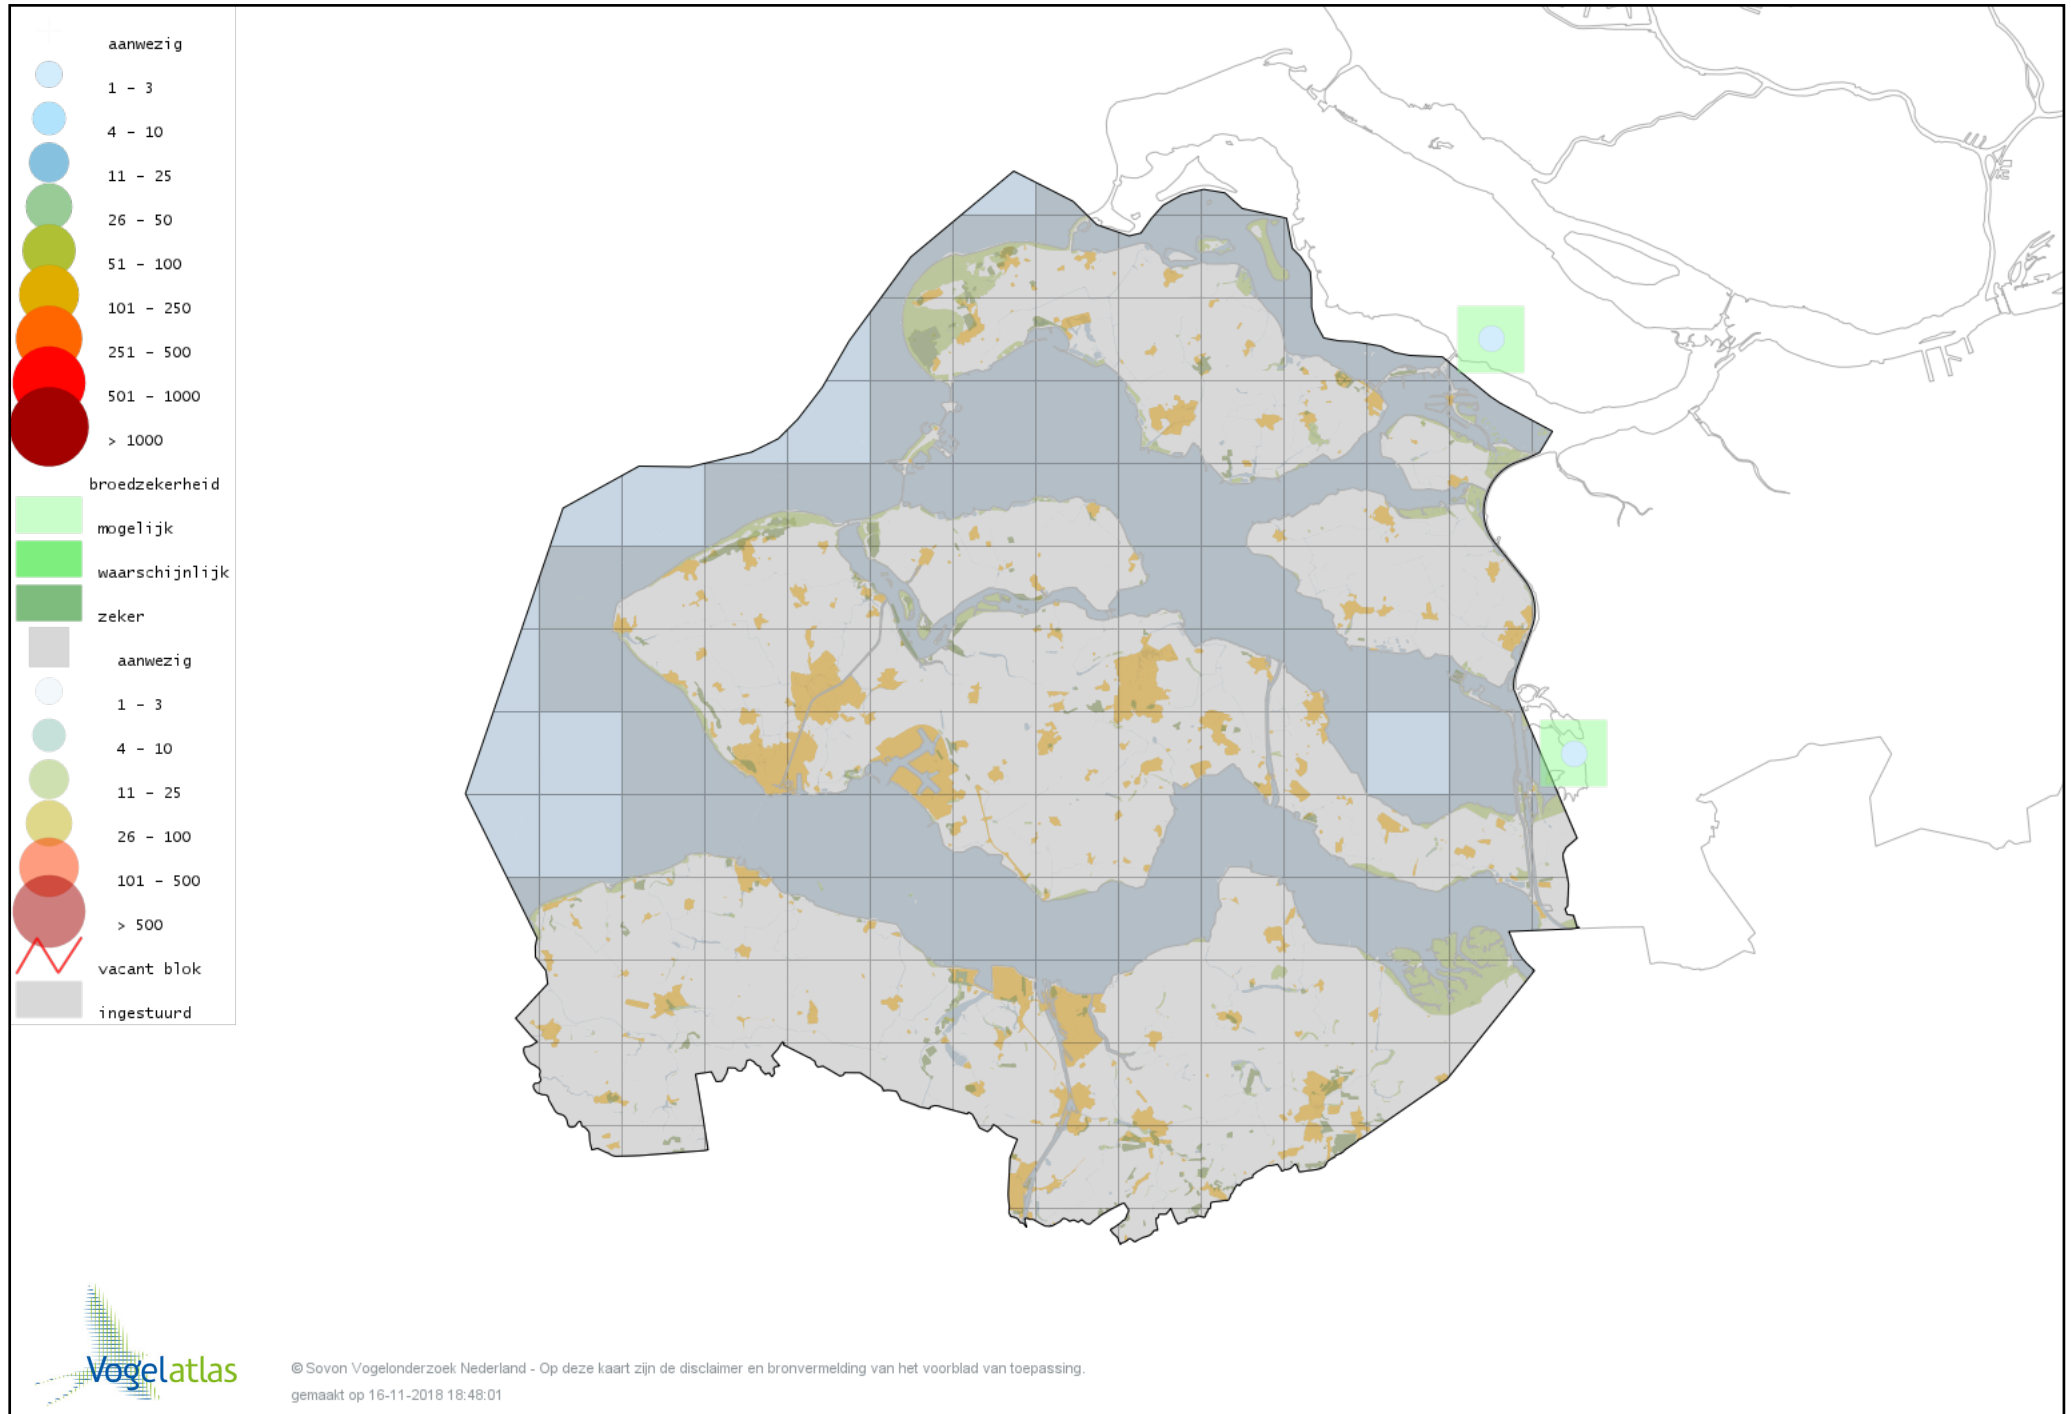 aanwezig
1 - 3
4 - 10
11 - 25
26 - 50
51 - 100
101 - 250
251 - 500
501 - 1000
> 1000
broedzekerheid
mogelijk
waarschijnlijk
zeker
aanwezig
1 - 3
4 - 10
11 - 25
26 - 100
101 - 500
> 500
vacant blok
ingestuurd
Vogelatlas
© Sovon Vogelonderzoek Nederland - Op deze kaart zijn de disclaimer en bronvermelding van het voorblad van toepassing.
gemaakt op 16-11-2018 18:48:01